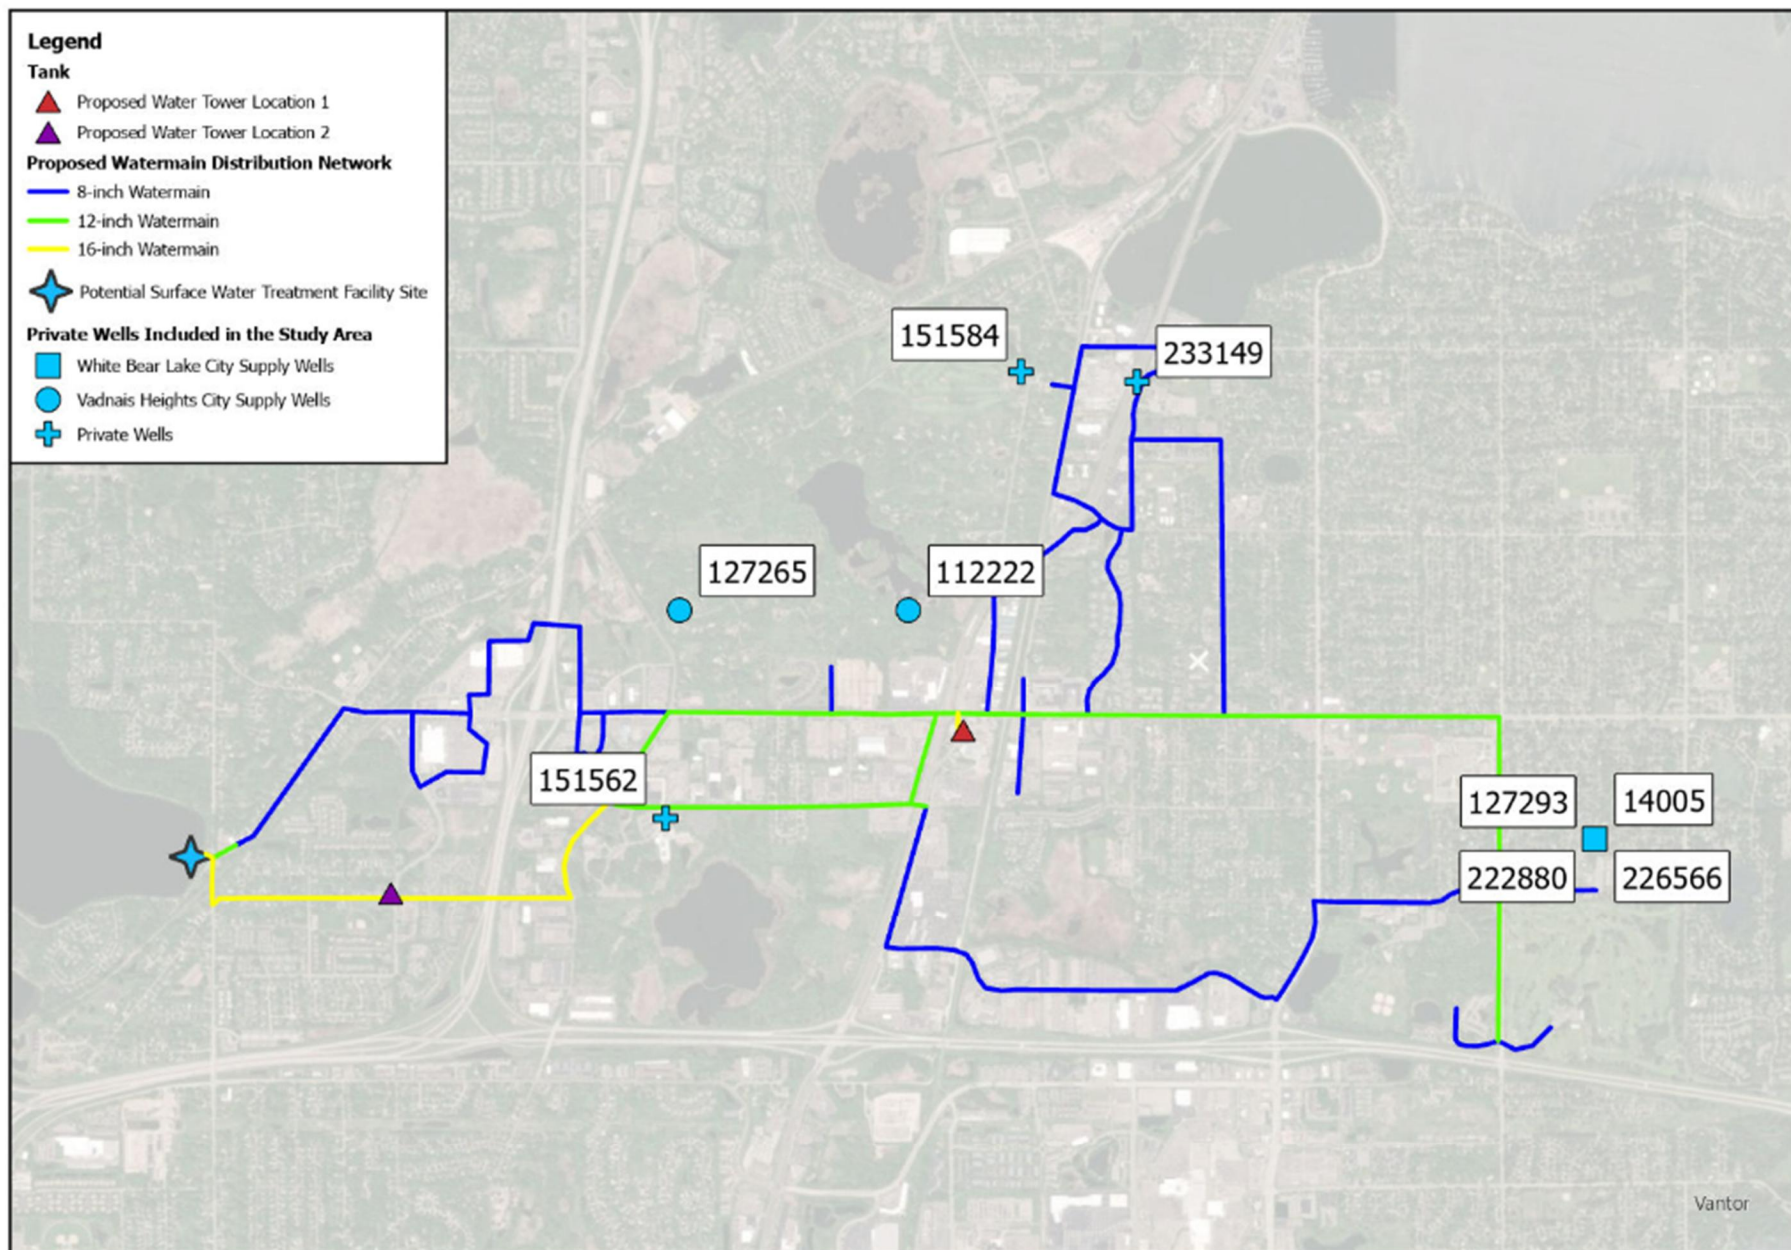 Legend
Tank
Proposed Water Tower Location 1
Proposed Water Tower Location 2
Proposed Watermain Distribution Network
8-inch Watermain
12-inch Watermain
16-inch Watermain
Potential Surface Water Treatment Facility Site
Private Wells Included in the Study Area
White Bear Lake City Supply Wells
Vadnais Heights City Supply Wells
Private Wells
151584
233149
127265
112222
151562
127293
14005
222880
226566
Vantor